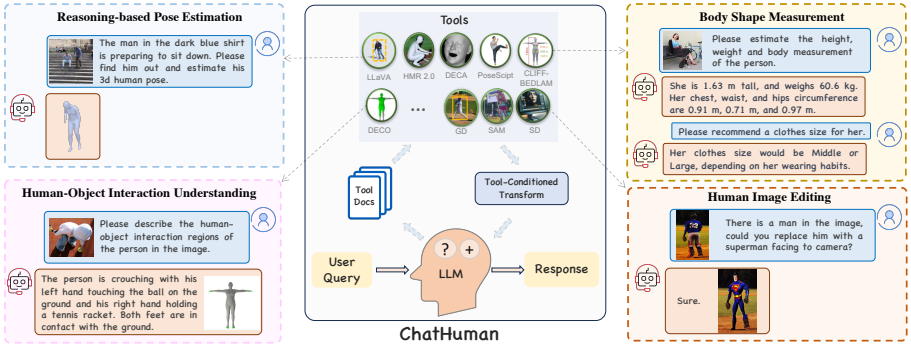 Reasoning-based Pose Estimation
The man in the dark blue shirt
is preparing to sit down. Please
find him out and estimate his
3d human pose.
Human-Object Interaction Understanding
Please describe the human-
object interaction regions of
the person in the image.
The person is crouching with his
left hand touching the ball on the
ground and his right hand holding
a tennis racket. Both feet are in
contact with the ground.
Tools
LLaVA
HMR 2.0
DECA
PoseScipt
CLIFF-
BEDLAM
DECO
...
GD
SAM
SD
Tool
Docs
Tool-Conditioned
Transform
? +
User
Query
LLM
Response
ChatHuman
Body Shape Measurement
Please estimate the height,
weight and body measurement
of the person.
She is 1.63 m tall, and weighs 60.6 kg.
Her chest, waist, and hips circumference
are 0.91 m, 0.71 m, and 0.97 m.
Please recommend a clothes size for her.
Her clothes size would be Middle or
Large, depending on her wearing habits.
Human Image Editing
There is a man in the image,
could you replace him with a
superman facing to camera?
Sure.